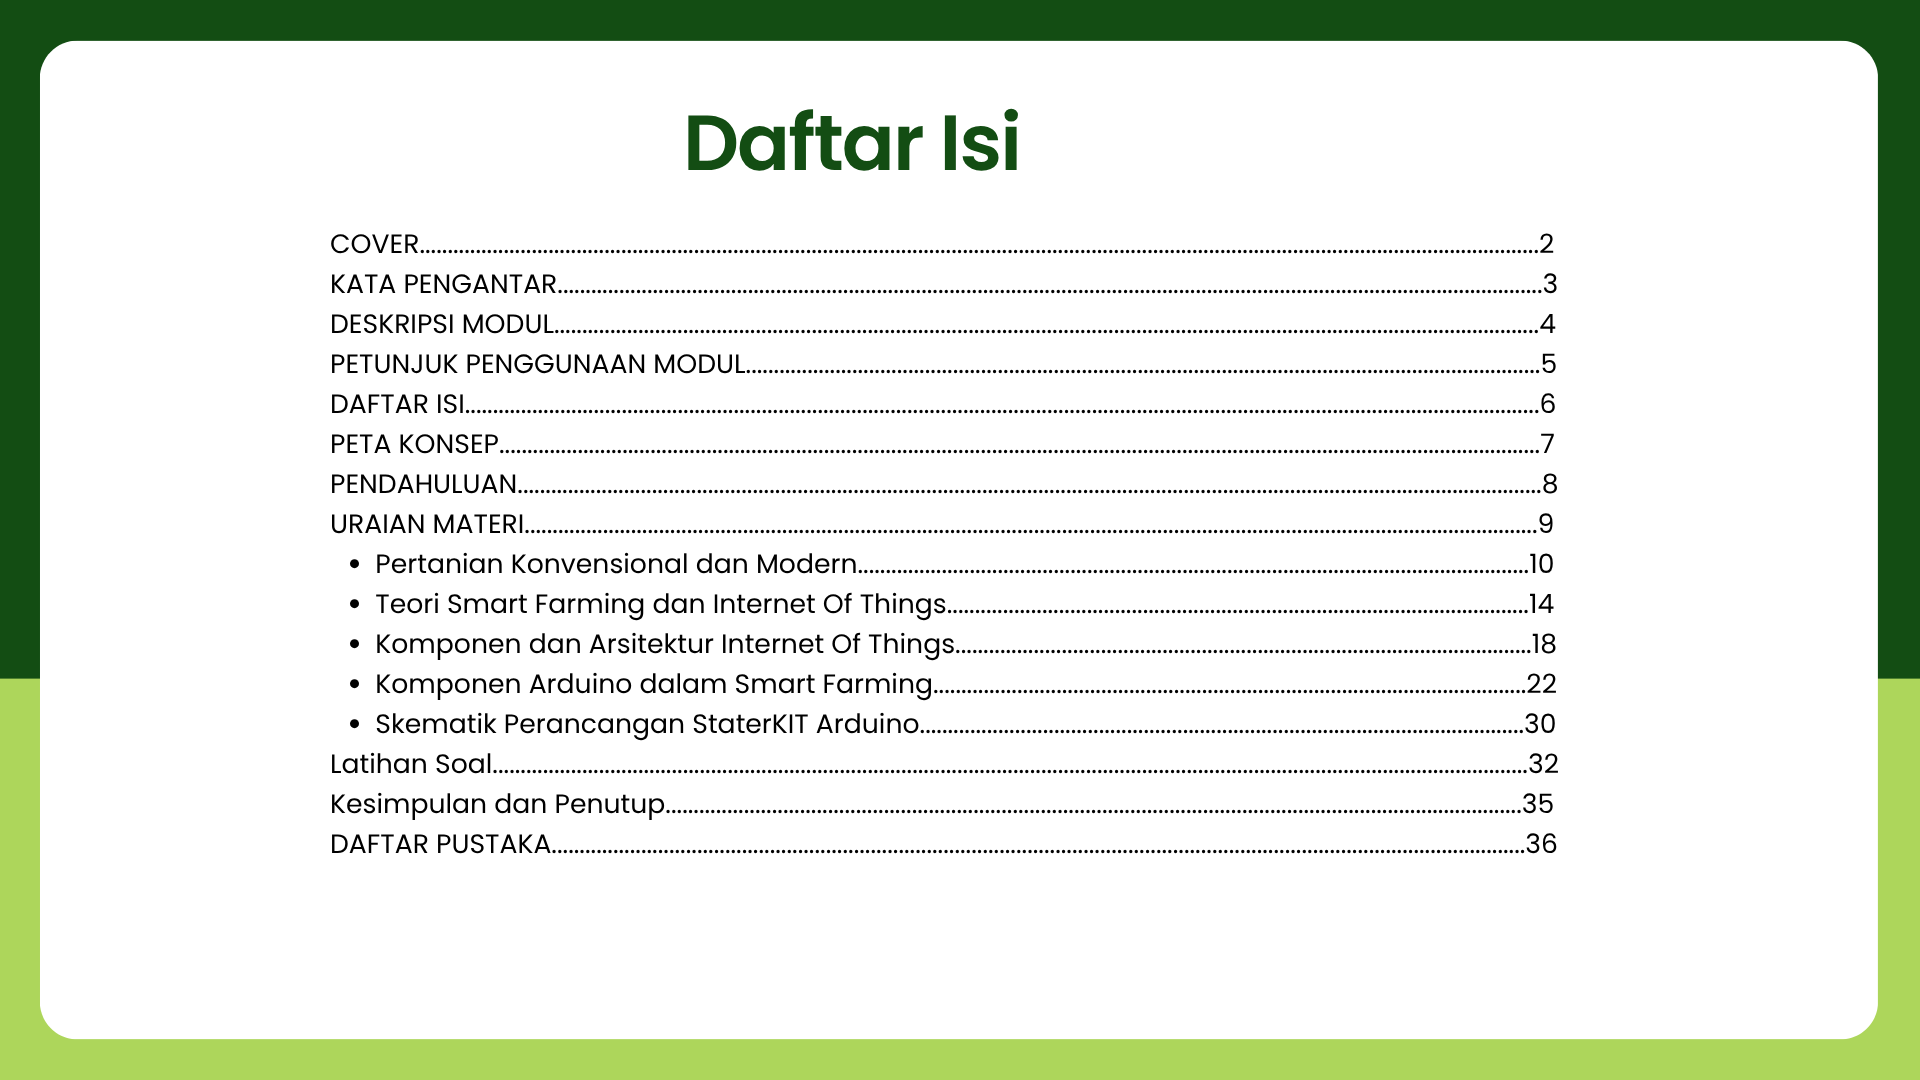 Daftar Isi
COVER........................................................................................................................2
KATA PENGANTAR........................................................................................................................3
DESKRIPSI MODUL........................................................................................................................4
PETUNJUK PENGGUNAAN MODUL........................................................................................................................5
DAFTAR ISI........................................................................................................................6
PETA KONSEP........................................................................................................................7
PENDAHULUAN........................................................................................................................8
URAIAN MATERI........................................................................................................................9
• Pertanian Konvensional dan Modern........................................................................................................................10
• Teori Smart Farming dan Internet Of Things........................................................................................................................14
• Komponen dan Arsitektur Internet Of Things........................................................................................................................18
• Komponen Arduino dalam Smart Farming........................................................................................................................22
• Skematik Perancangan StaterKIT Arduino........................................................................................................................30
Latihan Soal........................................................................................................................32
Kesimpulan dan Penutup........................................................................................................................35
DAFTAR PUSTAKA........................................................................................................................36